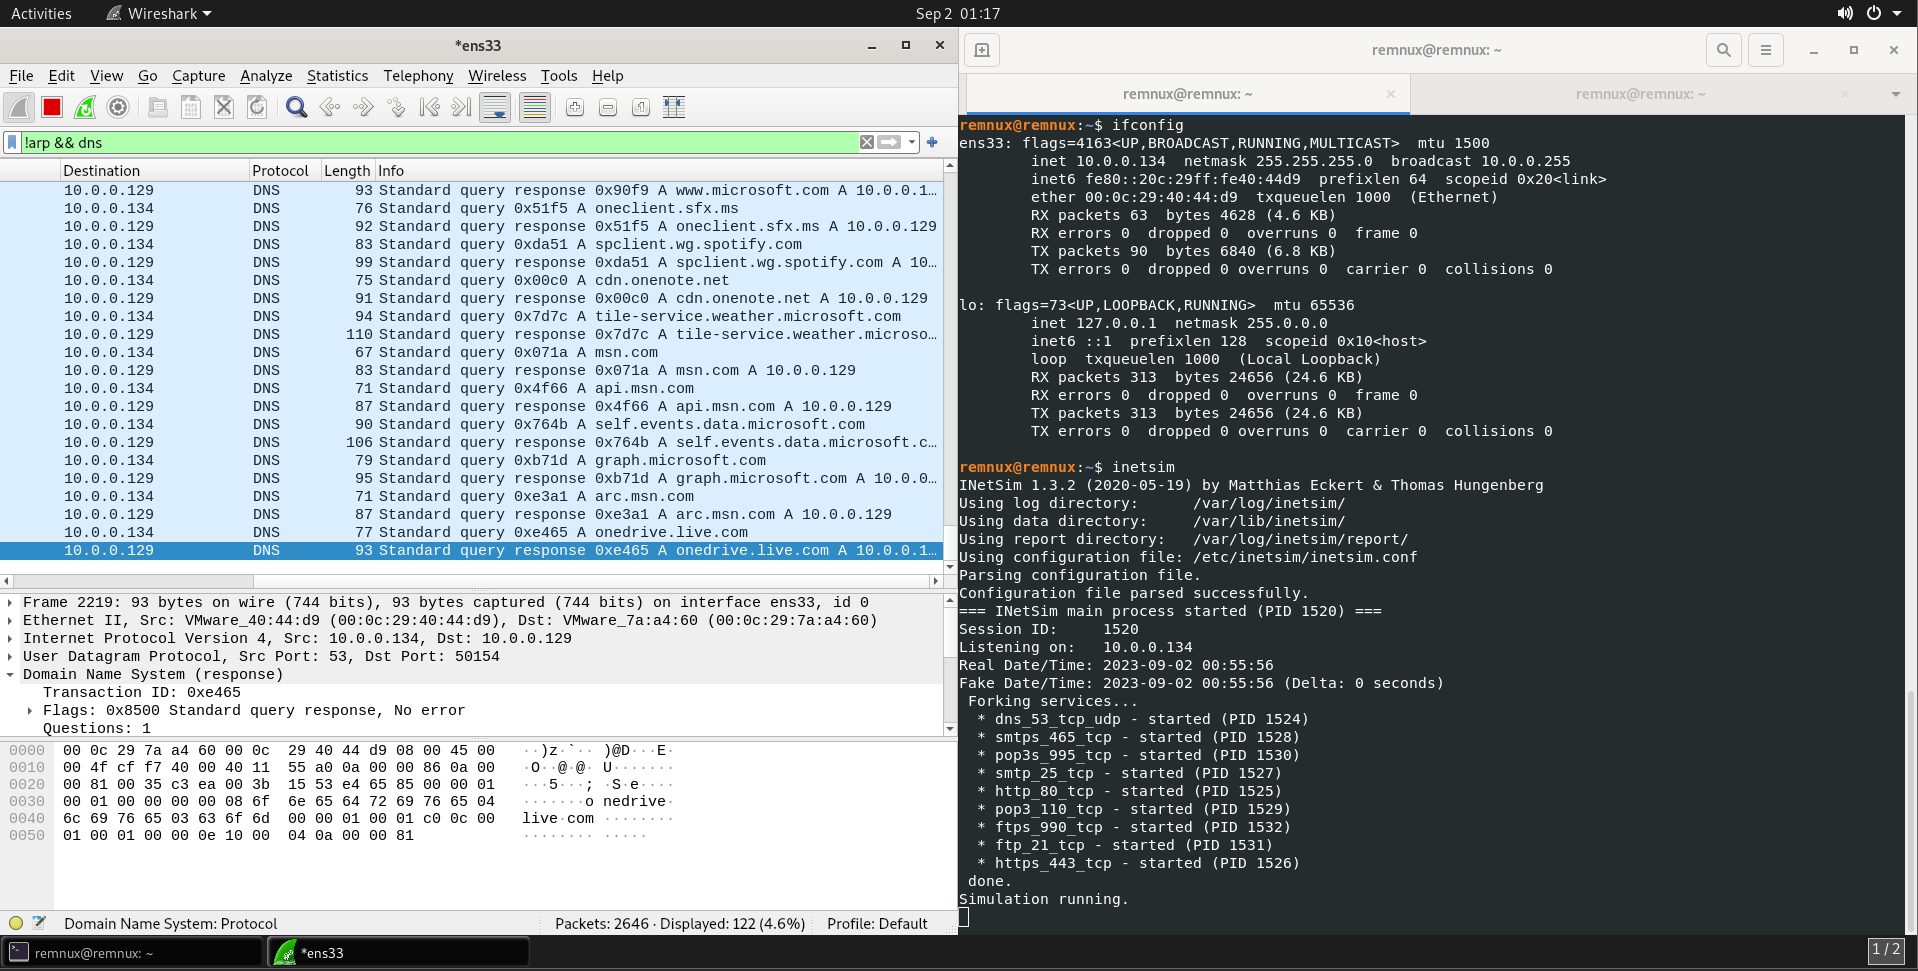 Activities Wireshark Sep 2 01:17
*ens33
File Edit View Go Capture Analyze Statistics Telephony Wireless Tools Help
!arp && dns
Destination Protocol Length Info
10.0.0.129 DNS 93 Standard query response 0x90f9 A www.microsoft.com A 10.0.0.1…
10.0.0.134 DNS 76 Standard query 0x51f5 A oneclient.sfx.ms
10.0.0.129 DNS 92 Standard query response 0x51f5 A oneclient.sfx.ms A 10.0.0.129
10.0.0.134 DNS 83 Standard query 0xda51 A spclient.wg.spotify.com
10.0.0.129 DNS 99 Standard query response 0xda51 A spclient.wg.spotify.com A 10…
10.0.0.134 DNS 75 Standard query 0x00c0 A cdn.onenote.net
10.0.0.129 DNS 91 Standard query response 0x00c0 A cdn.onenote.net A 10.0.0.129
10.0.0.134 DNS 94 Standard query 0x7d7c A tile-service.weather.microsoft.com
10.0.0.129 DNS 110 Standard query response 0x7d7c A tile-service.weather.microso…
10.0.0.134 DNS 67 Standard query 0x071a A msn.com
10.0.0.129 DNS 83 Standard query response 0x071a A msn.com A 10.0.0.129
10.0.0.134 DNS 71 Standard query 0x4f66 A api.msn.com
10.0.0.129 DNS 87 Standard query response 0x4f66 A api.msn.com A 10.0.0.129
10.0.0.134 DNS 90 Standard query 0x764b A self.events.data.microsoft.com
10.0.0.129 DNS 106 Standard query response 0x764b A self.events.data.microsoft.c…
10.0.0.134 DNS 79 Standard query 0xb71d A graph.microsoft.com
10.0.0.129 DNS 95 Standard query response 0xb71d A graph.microsoft.com A 10.0.0…
10.0.0.134 DNS 71 Standard query 0xe3a1 A arc.msn.com
10.0.0.129 DNS 87 Standard query response 0xe3a1 A arc.msn.com A 10.0.0.129
10.0.0.134 DNS 77 Standard query 0xe465 A onedrive.live.com
10.0.0.129 DNS 93 Standard query response 0xe465 A onedrive.live.com A 10.0.0.1…
Frame 2219: 93 bytes on wire (744 bits), 93 bytes captured (744 bits) on interface ens33, id 0
Ethernet II, Src: VMware_40:44:d9 (00:0c:29:40:44:d9), Dst: VMware_7a:a4:60 (00:0c:29:7a:a4:60)
Internet Protocol Version 4, Src: 10.0.0.134, Dst: 10.0.0.129
User Datagram Protocol, Src Port: 53, Dst Port: 50154
Domain Name System (response)
Transaction ID: 0xe465
Flags: 0x8500 Standard query response, No error
Questions: 1
0000 00 0c 29 7a a4 60 00 0c 29 40 44 d9 08 00 45 00 ··)z·`·· )@D···E·
0010 00 4f cf f7 40 00 40 11 55 a0 0a 00 00 86 0a 00 ·O··@·@· U·······
0020 00 81 00 35 c3 ea 00 3b 15 53 e4 65 85 00 00 01 ···5···; ·S·e····
0030 00 01 00 00 00 00 08 6f 6e 65 64 72 69 76 65 04 ·······o nedrive·
0040 6c 69 76 65 03 63 6f 6d 00 00 01 00 01 c0 0c 00 live·com ········
0050 01 00 01 00 00 0e 10 00 04 0a 00 00 81 ········ ·····
Domain Name System: Protocol Packets: 2646 · Displayed: 122 (4.6%) Profile: Default
remnux@remnux: ~
remnux@remnux: ~ remnux@remnux: ~
remnux@remnux:~$ ifconfig
ens33: flags=4163<UP,BROADCAST,RUNNING,MULTICAST> mtu 1500
inet 10.0.0.134 netmask 255.255.255.0 broadcast 10.0.0.255
inet6 fe80::20c:29ff:fe40:44d9 prefixlen 64 scopeid 0x20<link>
ether 00:0c:29:40:44:d9 txqueuelen 1000 (Ethernet)
RX packets 63 bytes 4628 (4.6 KB)
RX errors 0 dropped 0 overruns 0 frame 0
TX packets 90 bytes 6840 (6.8 KB)
TX errors 0 dropped 0 overruns 0 carrier 0 collisions 0
lo: flags=73<UP,LOOPBACK,RUNNING> mtu 65536
inet 127.0.0.1 netmask 255.0.0.0
inet6 ::1 prefixlen 128 scopeid 0x10<host>
loop txqueuelen 1000 (Local Loopback)
RX packets 313 bytes 24656 (24.6 KB)
RX errors 0 dropped 0 overruns 0 frame 0
TX packets 313 bytes 24656 (24.6 KB)
TX errors 0 dropped 0 overruns 0 carrier 0 collisions 0
remnux@remnux:~$ inetsim
INetSim 1.3.2 (2020-05-19) by Matthias Eckert & Thomas Hungenberg
Using log directory: /var/log/inetsim/
Using data directory: /var/lib/inetsim/
Using report directory: /var/log/inetsim/report/
Using configuration file: /etc/inetsim/inetsim.conf
Parsing configuration file.
Configuration file parsed successfully.
=== INetSim main process started (PID 1520) ===
Session ID: 1520
Listening on: 10.0.0.134
Real Date/Time: 2023-09-02 00:55:56
Fake Date/Time: 2023-09-02 00:55:56 (Delta: 0 seconds)
Forking services...
* dns_53_tcp_udp - started (PID 1524)
* smtps_465_tcp - started (PID 1528)
* pop3s_995_tcp - started (PID 1530)
* smtp_25_tcp - started (PID 1527)
* http_80_tcp - started (PID 1525)
* pop3_110_tcp - started (PID 1529)
* ftps_990_tcp - started (PID 1532)
* ftp_21_tcp - started (PID 1531)
* https_443_tcp - started (PID 1526)
done.
Simulation running.
remnux@remnux: ~ *ens33 1 / 2